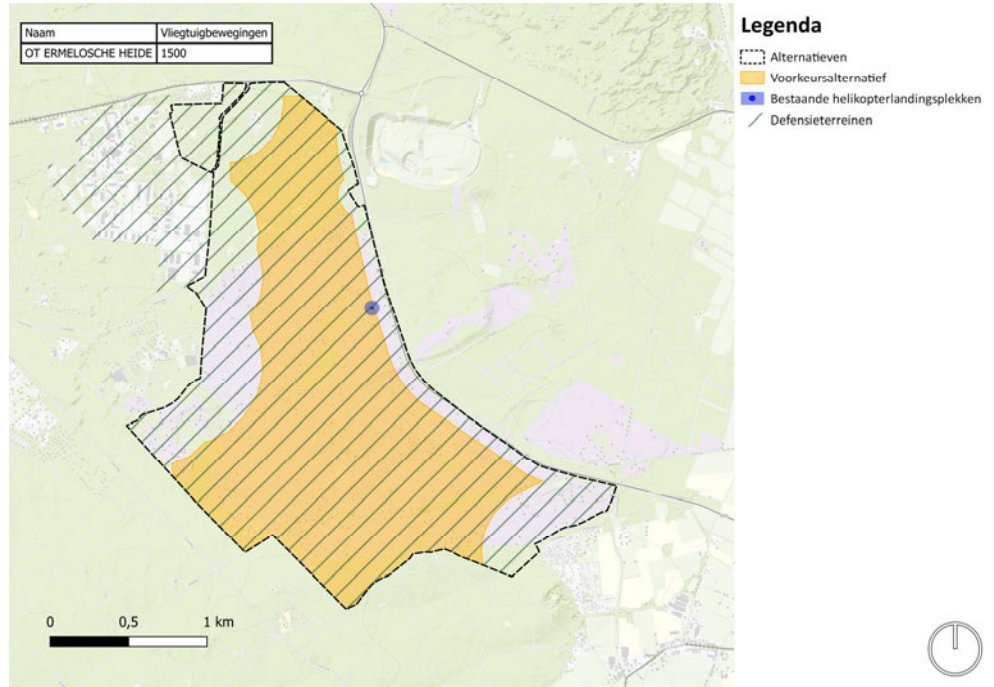 Naam Vliegtuigbewegingen
OT ERMELOSCHE HEIDE 1500
Legenda
Alternatieven
Voorkeursalternatief
Bestaande helikopterlandingsplekken
Defensieterreinen
0 0,5 1 km